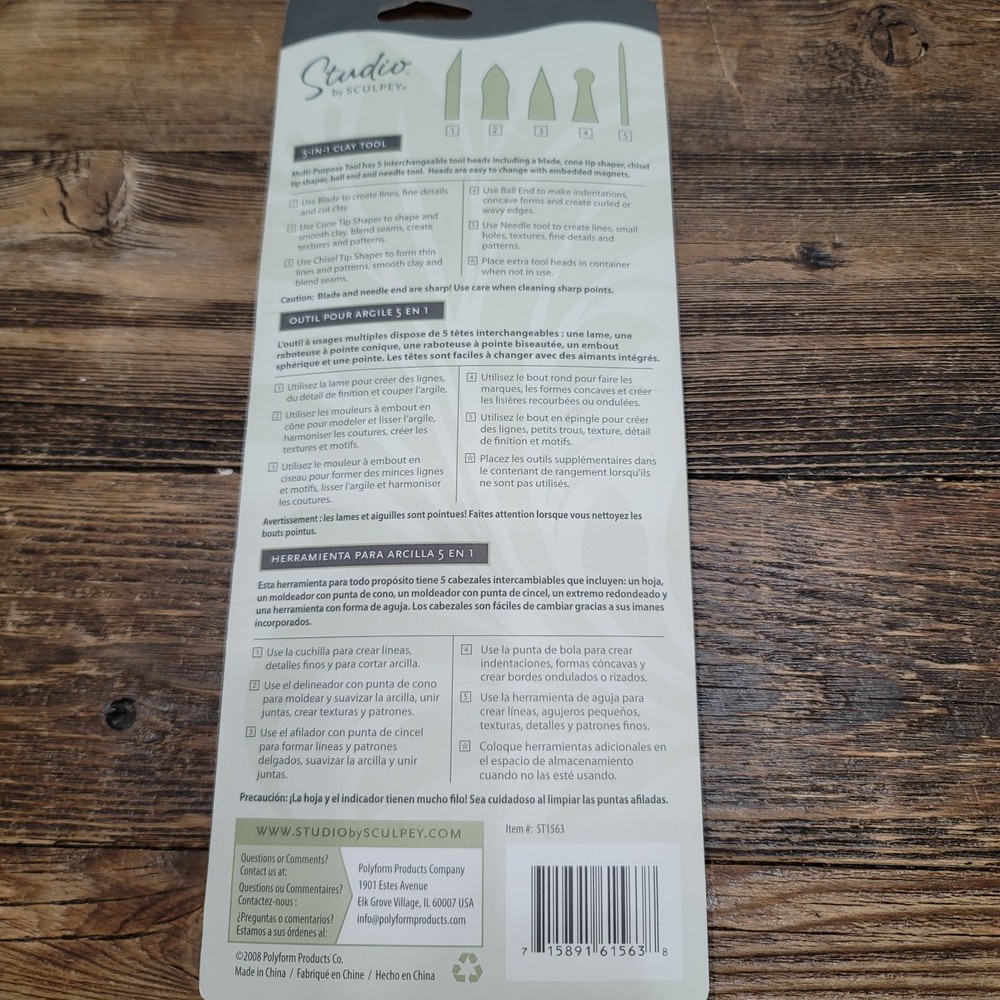 Studio™
by SCULPEY®
1 2 3 4 5
5-IN-1 CLAY TOOL
Multi-Purpose Tool has 5 interchangeable tool heads including a blade, cone tip shaper, chisel
tip shaper, ball end and needle tool. Heads are easy to change with embedded magnets.
1 Use Blade to create lines, fine details
and cut clay
2 Use Cone Tip Shaper to shape and
smooth clay, blend seams, create
textures and patterns.
3 Use Chisel Tip Shaper to form thin
lines and patterns, smooth clay and
blend seams.
4 Use Ball End to make indentations,
concave forms and create curled or
wavy edges.
5 Use Needle tool to create lines, small
holes, textures, fine details and
patterns.
☆ Place extra tool heads in container
when not in use.
Caution: Blade and needle end are sharp! Use care when cleaning sharp points.
OUTIL POUR ARGILE 5 EN 1
L'outil à usages multiples dispose de 5 têtes interchangeables : une lame, une
raboteuse à pointe conique, une raboteuse à pointe biseautée, un embout
sphérique et une pointe. Les têtes sont faciles à changer avec des aimants intégrés.
1 Utilisez la lame pour créer des lignes,
du détail de finition et couper l'argile.
2 Utilisez les mouleurs à embout en
cône pour modeler et lisser l'argile,
harmoniser les coutures, créer les
textures et motifs.
3 Utilisez le mouleur à embout en
ciseau pour former des minces lignes
et motifs, lisser l'argile et harmoniser
les coutures.
4 Utilisez le bout rond pour faire les
marques, les formes concaves et créer
les lisières recourbées ou ondulées.
5 Utilisez le bout en épingle pour créer
des lignes, petits trous, texture, détail
de finition et motifs.
☆ Placez les outils supplémentaires dans
le contenant de rangement lorsqu'ils
ne sont pas utilisés.
Avertissement : les lames et aiguilles sont pointues! Faites attention lorsque vous nettoyez les
bouts pointus.
HERRAMIENTA PARA ARCILLA 5 EN 1
Esta herramienta para todo propósito tiene 5 cabezales intercambiables que incluyen: un hoja,
un moldeador con punta de cono, un moldeador con punta de cincel, un extremo redondeado y
una herramienta con forma de aguja. Los cabezales son fáciles de cambiar gracias a sus imanes
incorporados.
1 Use la cuchilla para crear líneas,
detalles finos y para cortar arcilla.
2 Use el delineador con punta de cono
para moldear y suavizar la arcilla, unir
juntas, crear texturas y patrones.
3 Use el afilador con punta de cincel
para formar líneas y patrones
delgados, suavizar la arcilla y unir
juntas.
4 Use la punta de bola para crear
indentaciones, formas cóncavas y
crear bordes ondulados o rizados.
5 Use la herramienta de aguja para
crear líneas, agujeros pequeños,
texturas, detalles y patrones finos.
☆ Coloque herramientas adicionales en
el espacio de almacenamiento
cuando no las esté usando.
Precaución: ¡La hoja y el indicador tienen mucho filo! Sea cuidadoso al limpiar las puntas afiladas.
WWW.STUDIObySCULPEY.COM
Questions or Comments?
Contact us at:
Questions ou Commentaires?
Contactez-nous :
¿Preguntas o comentarios?
Estamos a sus órdenes al:
Polyform Products Company
1901 Estes Avenue
Elk Grove Village, IL 60007 USA
info@polyformproducts.com
©2008 Polyform Products Co.
Made in China / Fabriqué en Chine / Hecho en China
Item #: ST1563
7 15891 61563 8